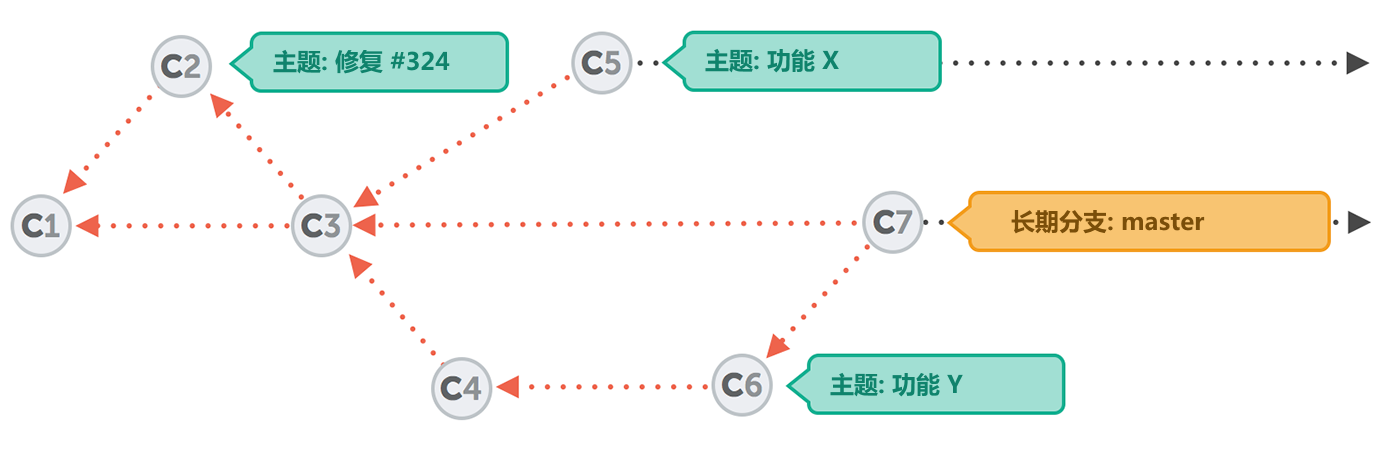 C2
主题: 修复 #324
C5
主题: 功能 X
C1
C3
C7
长期分支: master
C4
C6
主题: 功能 Y